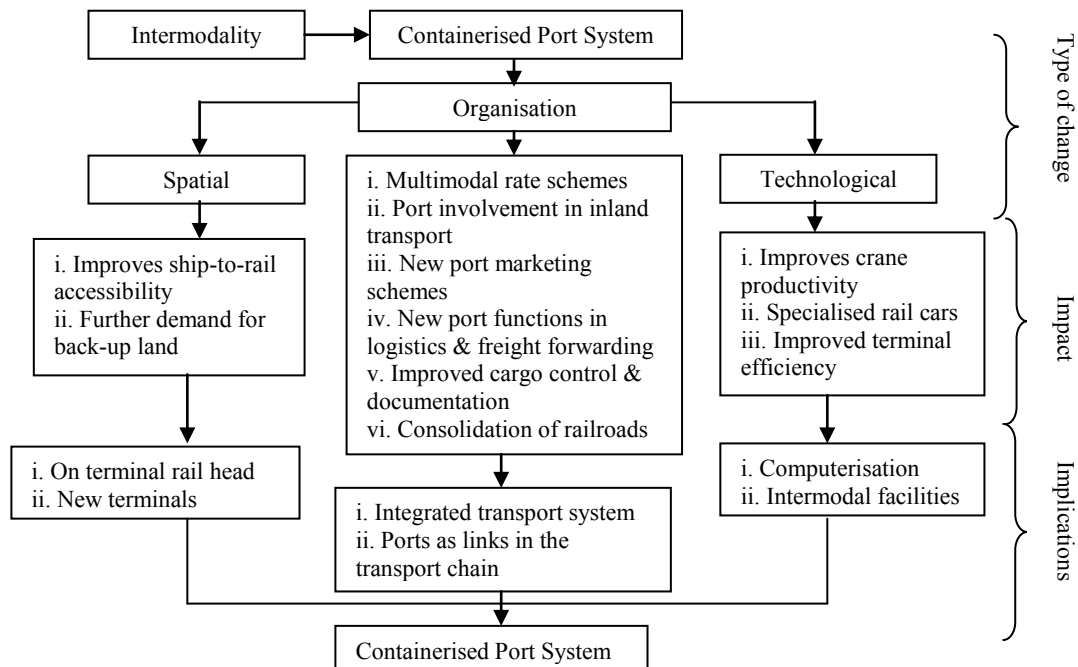 Intermodality
Containerised Port System
Organisation
Spatial
i. Multimodal rate schemes
ii. Port involvement in inland
transport
iii. New port marketing
schemes
iv. New port functions in
logistics & freight forwarding
v. Improved cargo control &
documentation
vi. Consolidation of railroads
Technological
Type of change
i. Improves ship-to-rail
accessibility
ii. Further demand for
back-up land
i. Improves crane
productivity
ii. Specialised rail cars
iii. Improved terminal
efficiency
Impact
i. On terminal rail head
ii. New terminals
i. Integrated transport system
ii. Ports as links in the
transport chain
i. Computerisation
ii. Intermodal facilities
Implications
Containerised Port System